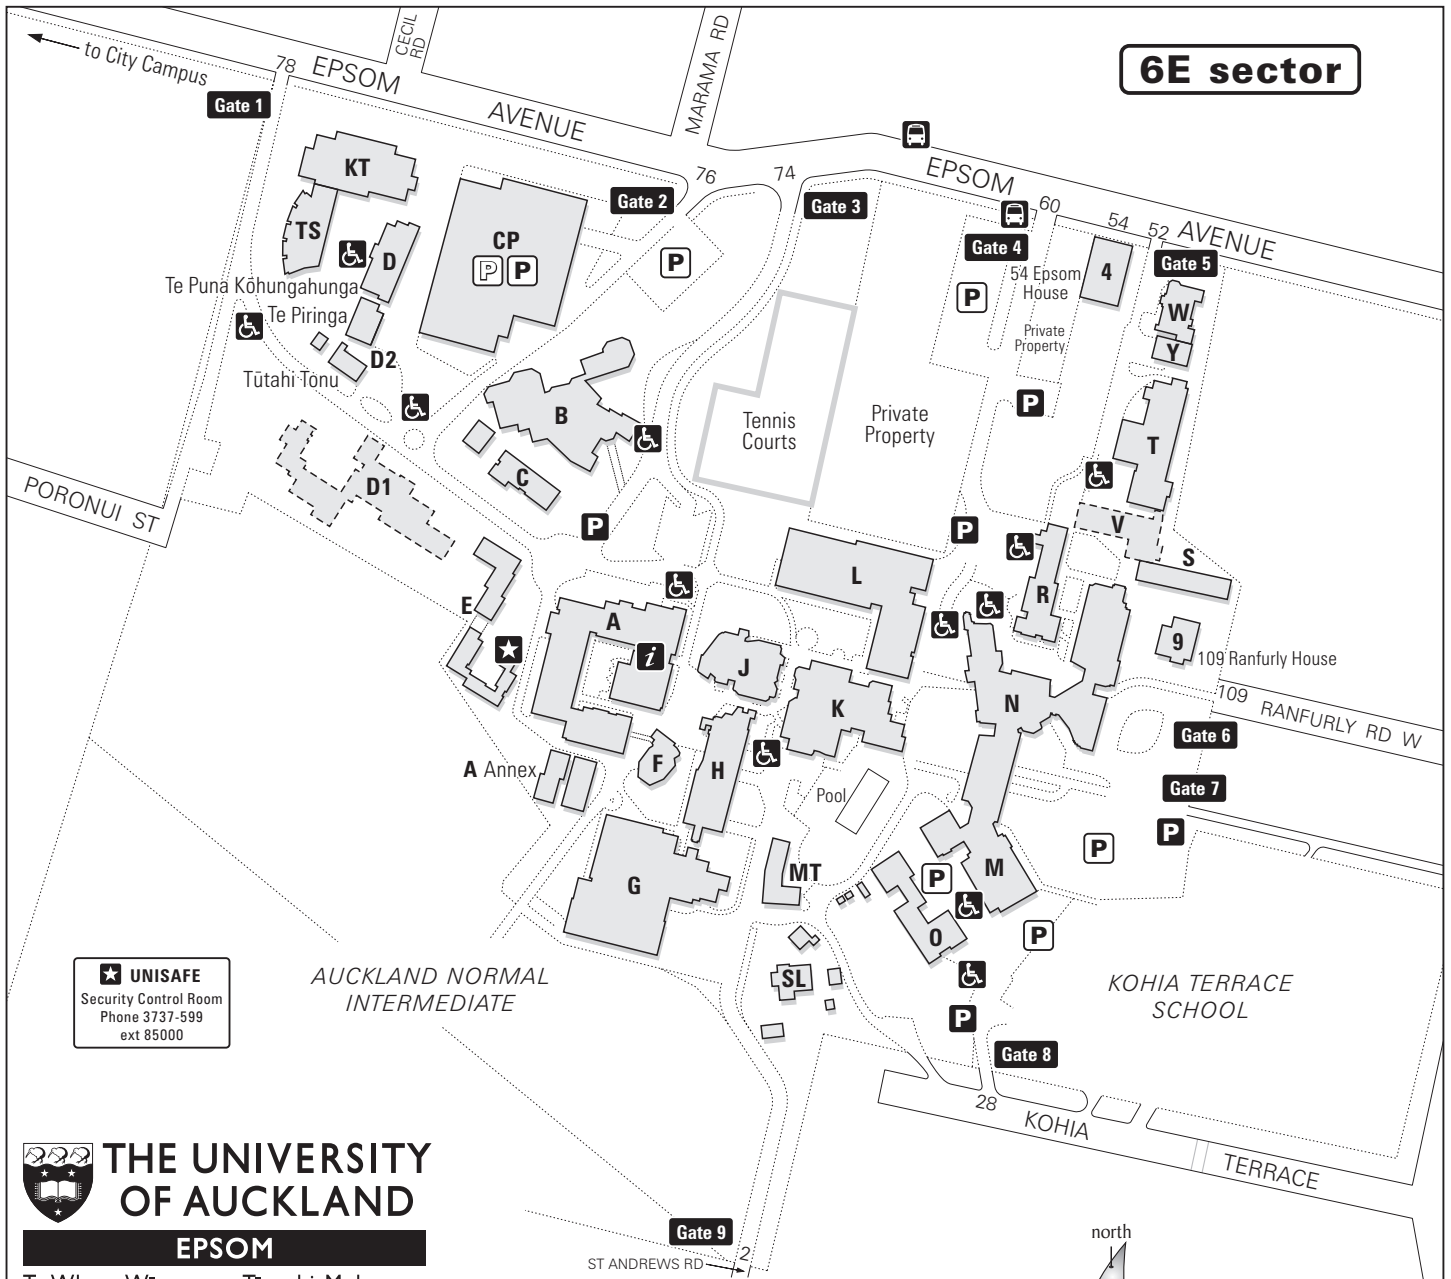 to City Campus
78
EPSOM
AVENUE
CECIL
RD
MARAMA RD
6E sector
Gate 1
KT
TS
D
Te Puna Kōhungahunga
Te Piringa
D2
Tūtahi Tonu
CP
P P
Gate 2
76
74
P
Gate 3
EPSOM
AVENUE
60
54
52
Gate 4
Gate 5
54 Epsom
House
P
4
Private
Property
W
Y
P
T
V
S
B
C
D1
PORONUI ST
Tennis
Courts
Private
Property
P
P
L
R
9
109 Ranfurly House
109
RANFURLY RD W
Gate 6
Gate 7
P
P
E
A
i
J
K
N
A Annex
F
H
Pool
G
MT
M
P
O
P
SL
P
Gate 8
28
KOHIA
TERRACE
KOHIA TERRACE
SCHOOL
AUCKLAND NORMAL
INTERMEDIATE
UNISAFE
Security Control Room
Phone 3737-599
ext 85000
THE UNIVERSITY
OF AUCKLAND
EPSOM
Gate 9
2
ST ANDREWS RD
north